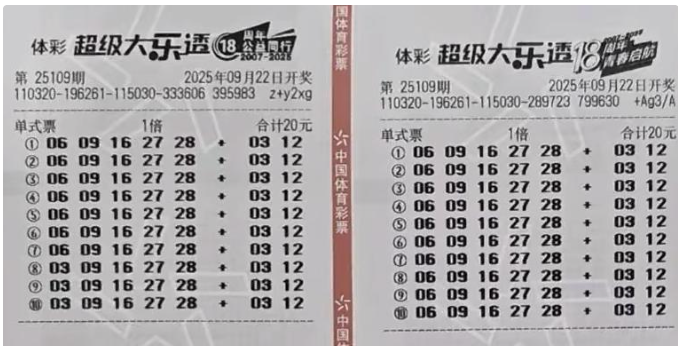 体彩 超级大乐透 18周年 公益同行 2007-2025
第 25109期 2025年09月22日开奖
110320-196261-115030-333606 395983 z+y2xg
单式票 1倍 合计20元
① 06 09 16 27 28 + 03 12
② 06 09 16 27 28 + 03 12
③ 06 09 16 27 28 + 03 12
④ 06 09 16 27 28 + 03 12
⑤ 06 09 16 27 28 + 03 12
⑥ 06 09 16 27 28 + 03 12
⑦ 06 09 16 27 28 + 03 12
⑧ 03 09 16 27 28 + 03 12
⑨ 03 09 16 27 28 + 03 12
⑩ 03 09 16 27 28 + 03 12
国体育彩票
中国体育彩票
中国体
体彩 超级大乐透 18周年 青春启航
第 25109期 2025年09月22日开奖
110320-196261-115030-289723 799630 +Ag3/A
单式票 1倍 合计20元
① 06 09 16 27 28 + 03 12
② 06 09 16 27 28 + 03 12
③ 06 09 16 27 28 + 03 12
④ 06 09 16 27 28 + 03 12
⑤ 06 09 16 27 28 + 03 12
⑥ 06 09 16 27 28 + 03 12
⑦ 06 09 16 27 28 + 03 12
⑧ 06 09 16 27 28 + 03 12
⑨ 06 09 16 27 28 + 03 12
⑩ 06 09 16 27 28 + 03 12